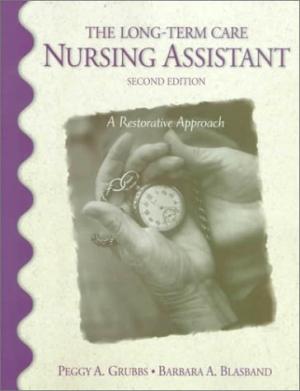 THE LONG-TERM CARE
NURSING ASSISTANT
SECOND EDITION
A Restorative Approach
PEGGY A. GRUBBS • BARBARA A. BLASBAND